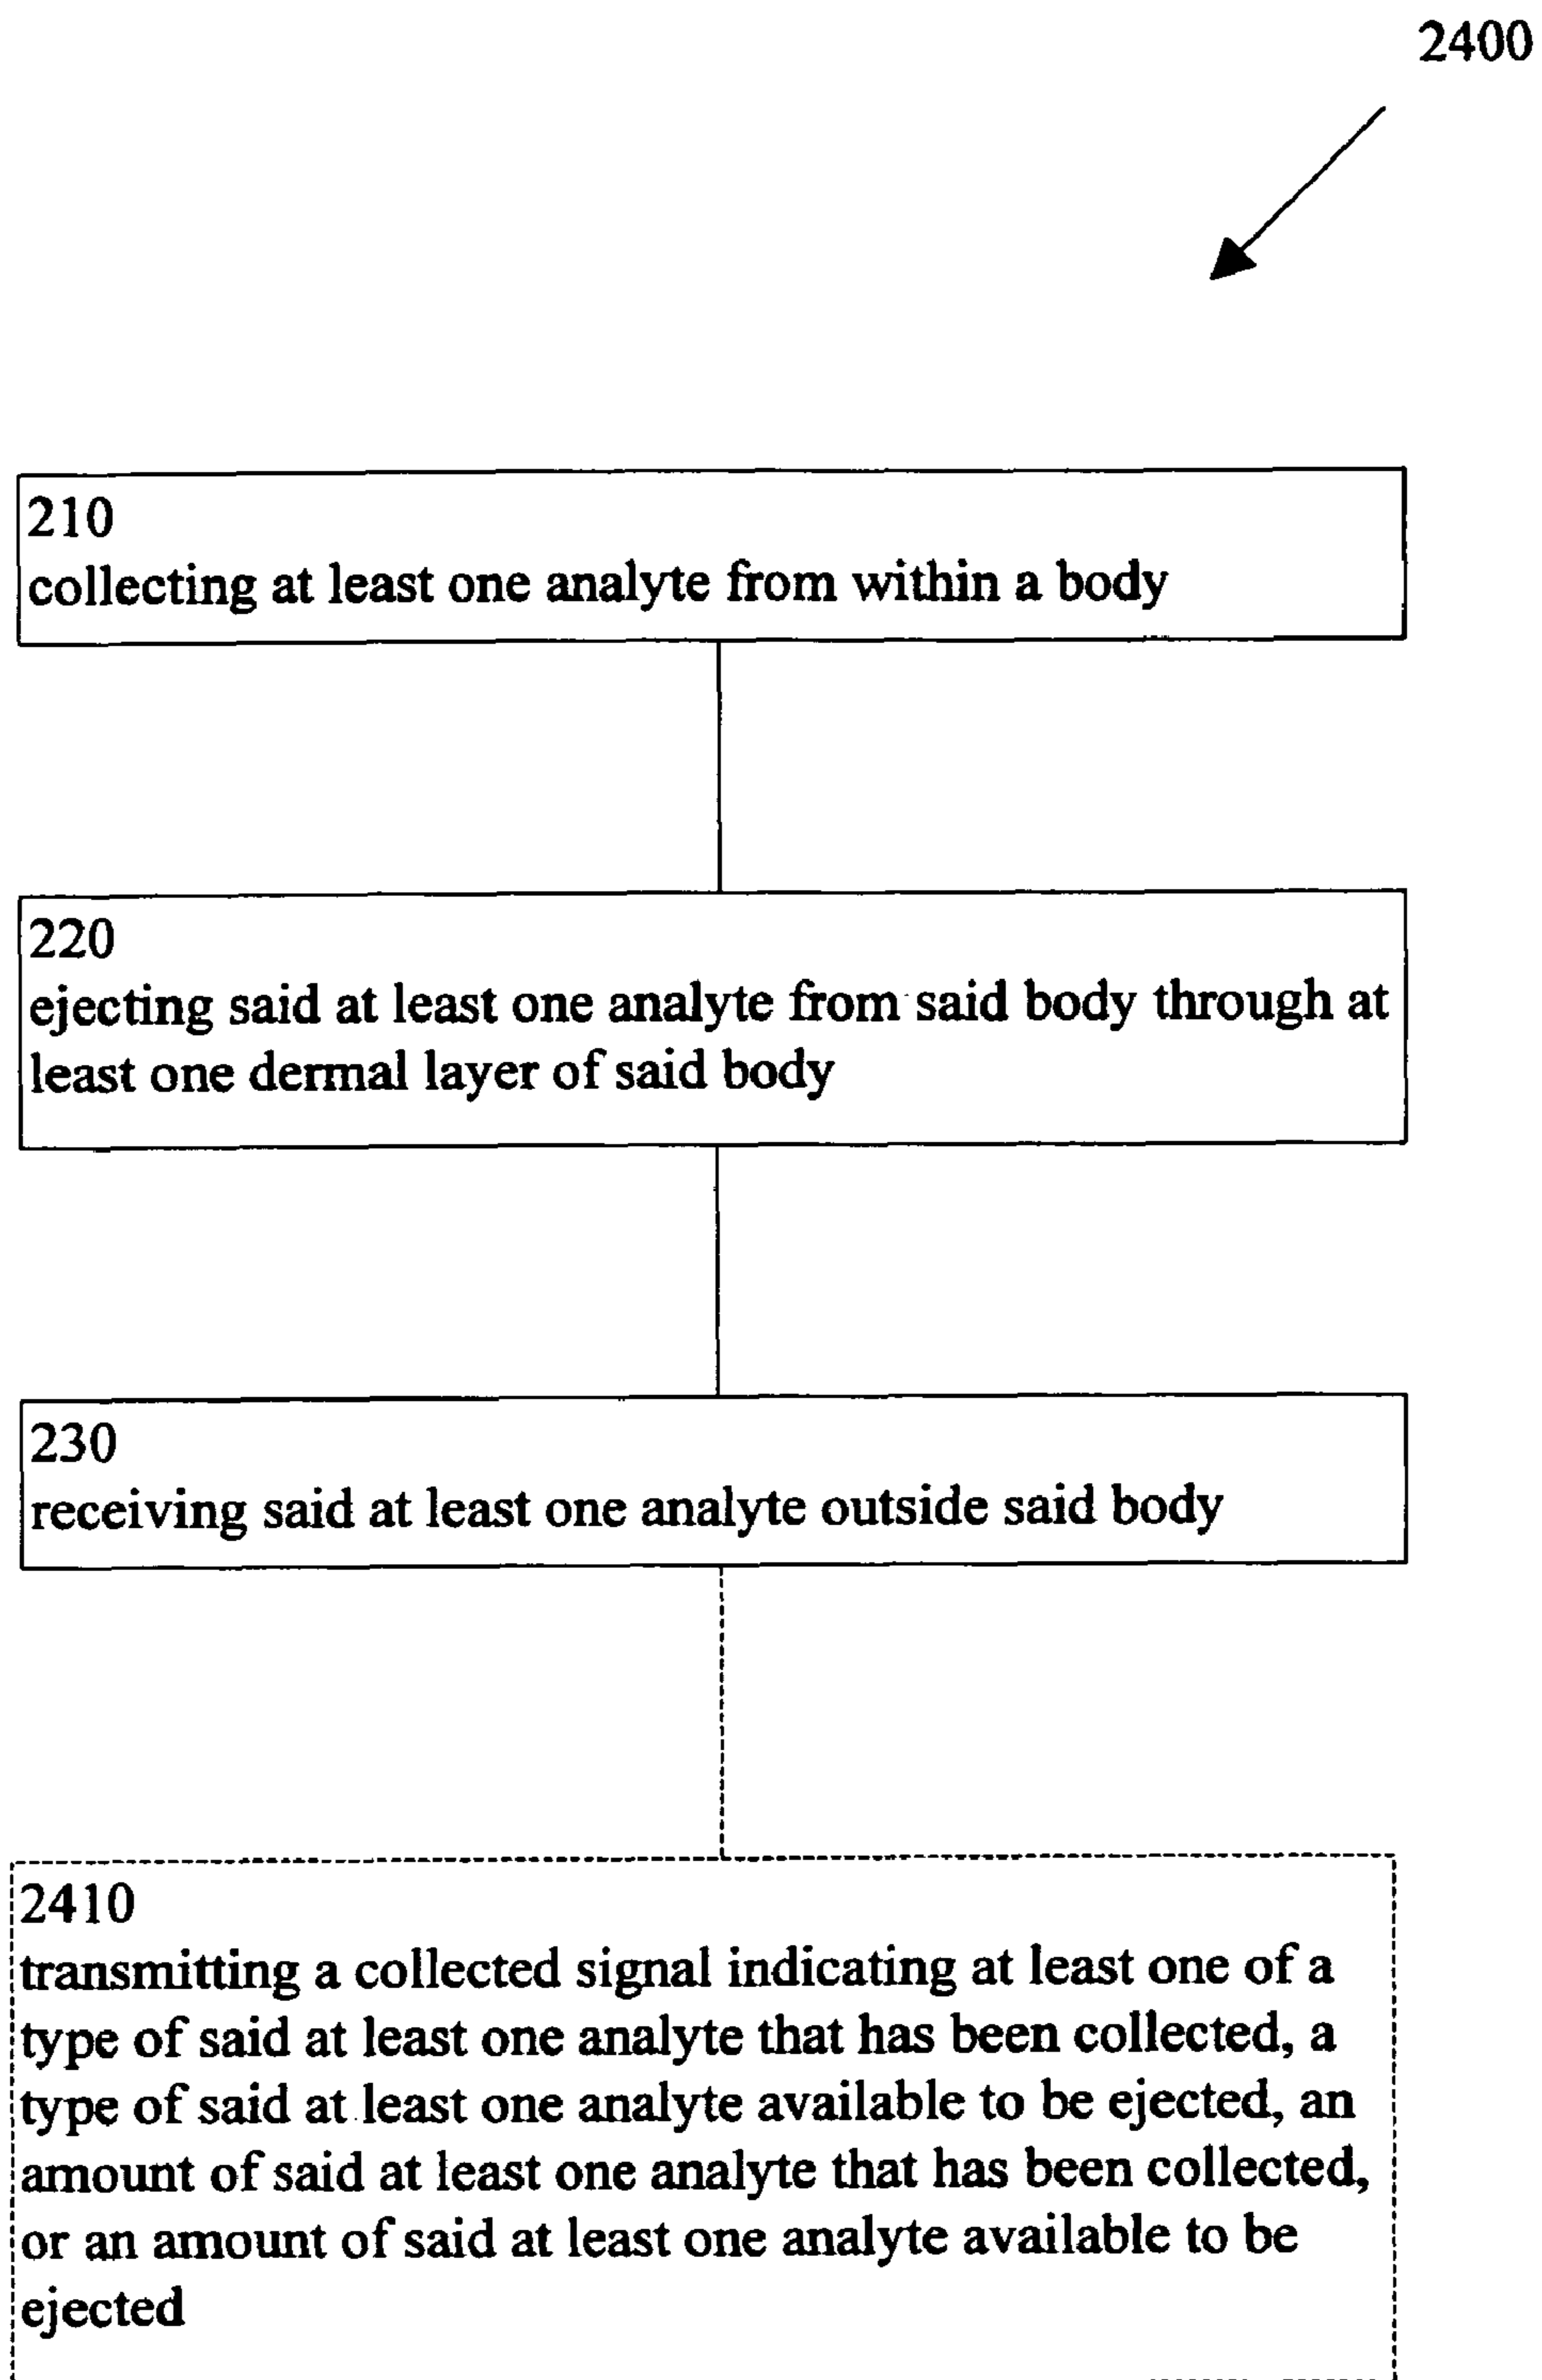 2400
210
collecting at least one analyte from within a body
220
ejecting said at least one analyte from said body through at
least one dermal layer of said body
230
receiving said at least one analyte outside said body
2410
transmitting a collected signal indicating at least one of a
type of said at least one analyte that has been collected, a
type of said at least one analyte available to be ejected, an
amount of said at least one analyte that has been collected,
or an amount of said at least one analyte available to be
ejected